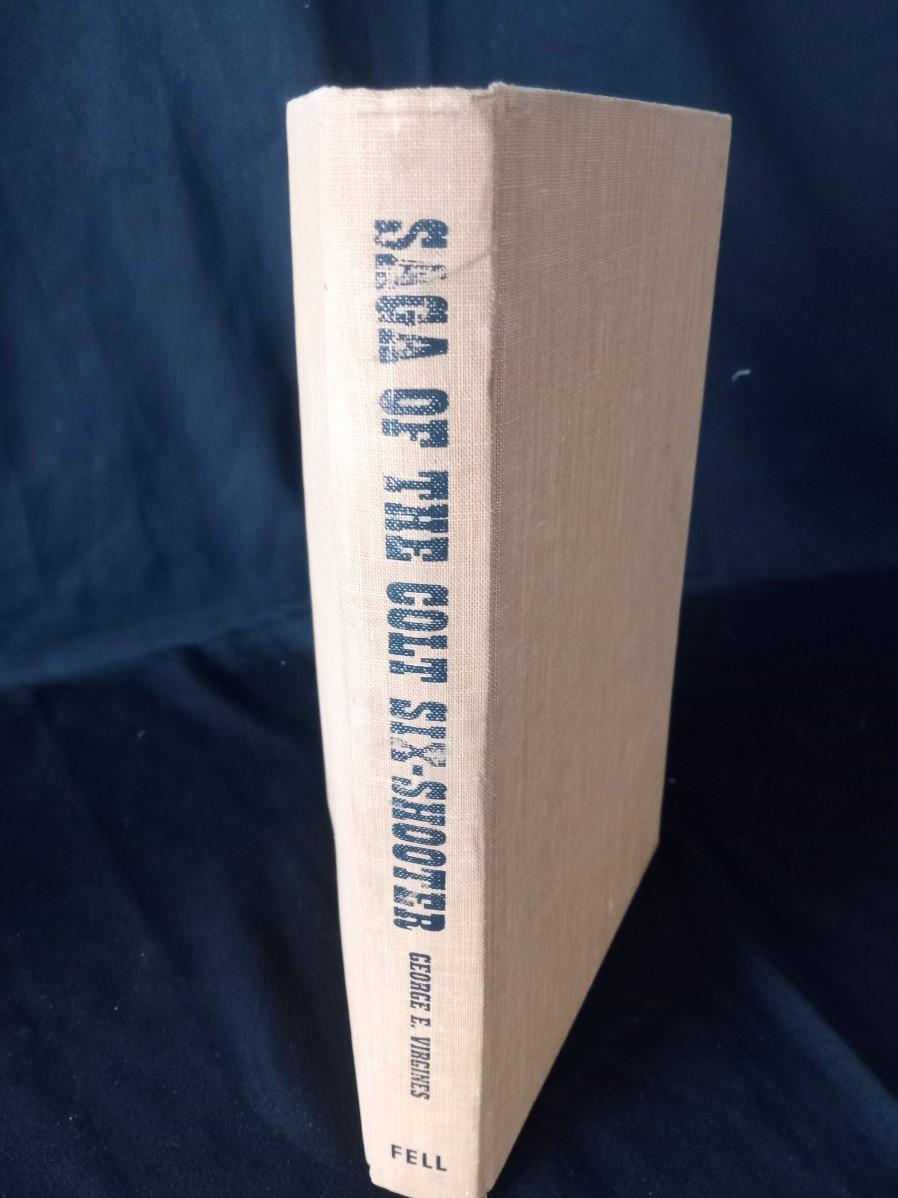 SAGA OF THE COLT SIX-SHOOTER
GEORGE E. VIRGINES
FELL